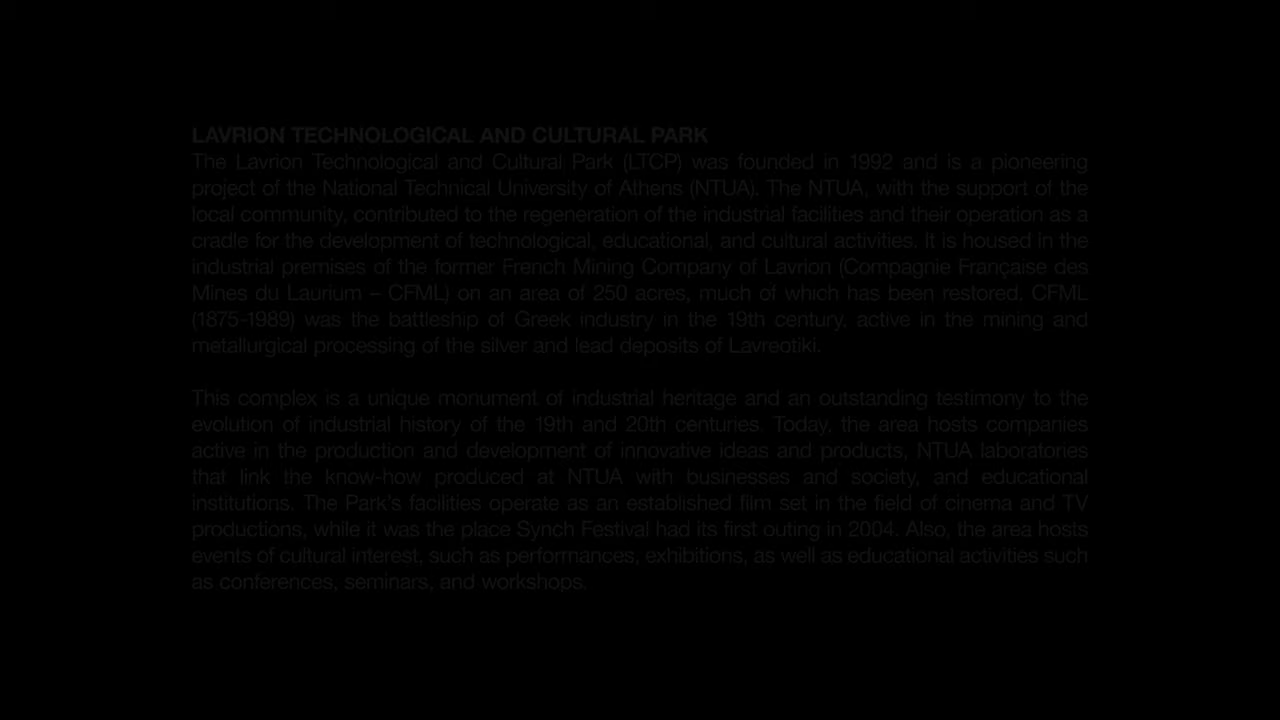 LAVRION TECHNOLOGICAL AND CULTURAL PARK
The Lavrion Technological and Cultural Park (LTCP) was founded in 1992 and is a pioneering
project of the National Technical University of Athens (NTUA). The NTUA, with the support of the
local community, contributed to the regeneration of the industrial facilities and their operation as a
cradle for the development of technological, educational, and cultural activities. It is housed in the
industrial premises of the former French Mining Company of Lavrion (Compagnie Française des
Mines du Laurium – CFML) on an area of 250 acres, much of which has been restored. CFML
(1875-1989) was the battleship of Greek industry in the 19th century, active in the mining and
metallurgical processing of the silver and lead deposits of Lavreotiki.
This complex is a unique monument of industrial heritage and an outstanding testimony to the
evolution of industrial history of the 19th and 20th centuries. Today, the area hosts companies
active in the production and development of innovative ideas and products, NTUA laboratories
that link the know-how produced at NTUA with businesses and society, and educational
institutions. The Park's facilities operate as an established film set in the field of cinema and TV
productions, while it was the place Synch Festival had its first outing in 2004. Also, the area hosts
events of cultural interest, such as performances, exhibitions, as well as educational activities such
as conferences, seminars, and workshops.